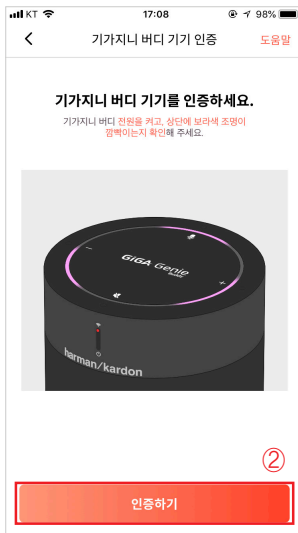 KT 17:08 98%
기가지니 버디 기기 인증 도움말
기가지니 버디 기기를 인증하세요.
기가지니 버디 전원을 켜고, 상단에 보라색 조명이
깜빡이는지 확인해 주세요.
GiGA Genie
Buddy
harman/kardon
②
인증하기